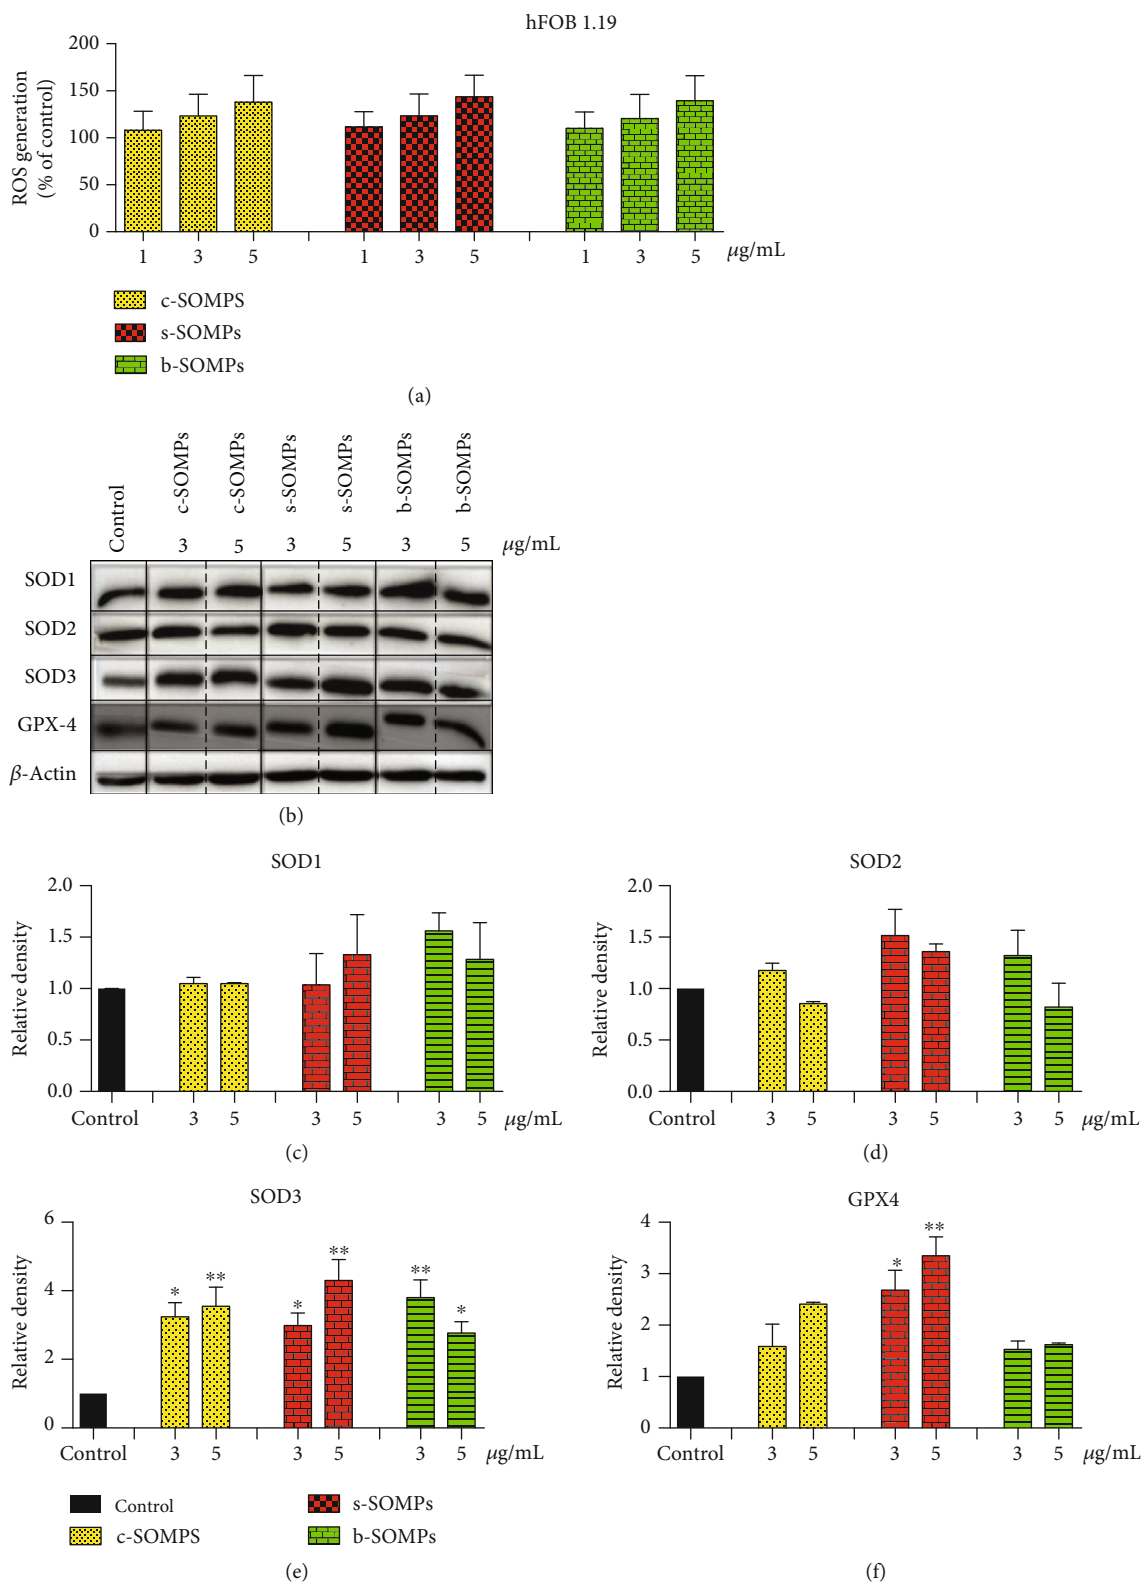 hFOB 1.19
ROS generation
(% of control)
200
150
100
50
0
1 3 5 1 3 5 1 3 5 μg/mL
c-SOMPS
s-SOMPs
b-SOMPs
(a)
Control c-SOMPs c-SOMPs s-SOMPs s-SOMPs b-SOMPs b-SOMPs
3 5 3 5 3 5 μg/mL
SOD1
SOD2
SOD3
GPX-4
β-Actin
(b)
SOD1
Relative density
2.0
1.5
1.0
0.5
0.0
Control 3 5 3 5 3 5 μg/mL
(c)
SOD2
Relative density
2.0
1.5
1.0
0.5
0.0
Control 3 5 3 5 3 5 μg/mL
(d)
SOD3
Relative density
6
4
2
0
* ** * ** ** *
Control 3 5 3 5 3 5 μg/mL
Control
c-SOMPS
s-SOMPs
b-SOMPs
(e)
GPX4
Relative density
4
3
2
1
0
* **
Control 3 5 3 5 3 5 μg/mL
(f)